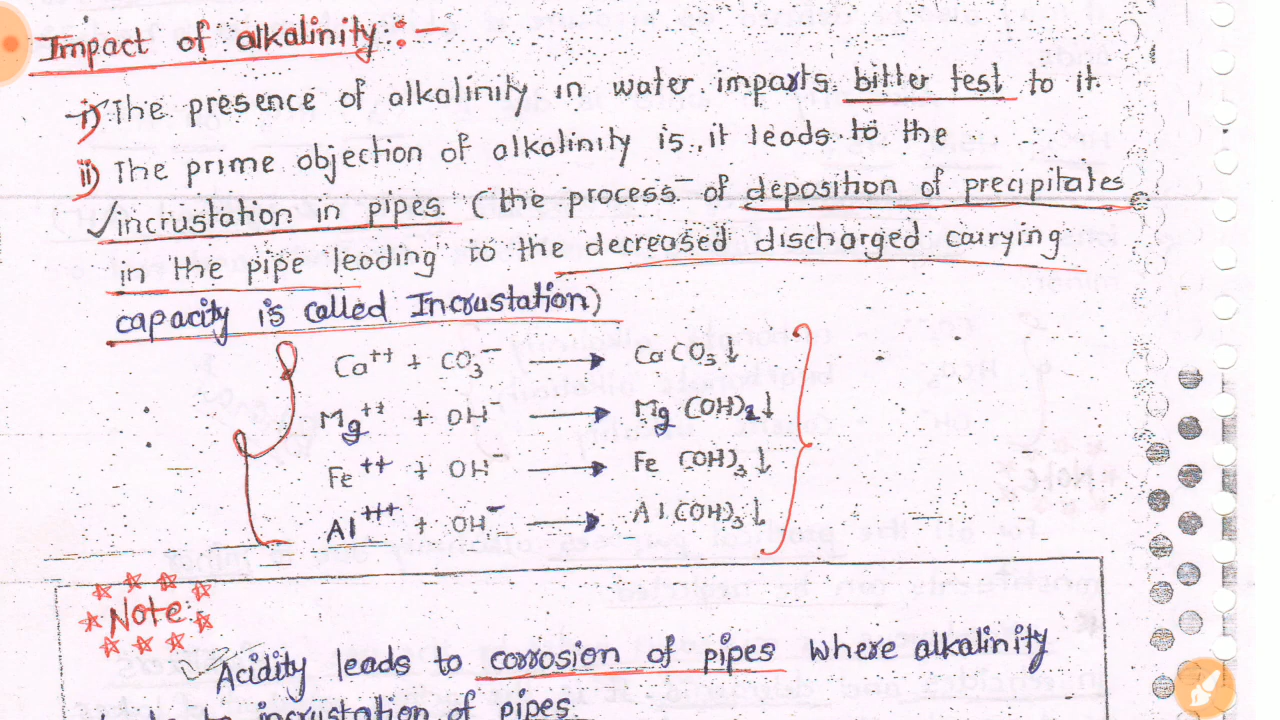 Impact of alkalinity::-
i) The presence of alkalinity in water imparts bitter test to it.
ii) The prime objection of alkalinity is, it leads to the
incrustation in pipes. (the process of deposition of precipitates
in the pipe leading to the decreased discharged carrying
capacity is called Incrustation)
Ca⁺⁺ + CO₃⁻ → CaCO₃↓
Mg⁺⁺ + OH⁻ → Mg(OH)₂↓
Fe⁺⁺ + OH⁻ → Fe(OH)₃↓
Al⁺⁺⁺ + OH⁻ → Al(OH)₃↓
Note:
Acidity leads to corrosion of pipes where alkalinity
to incrustation of pipes